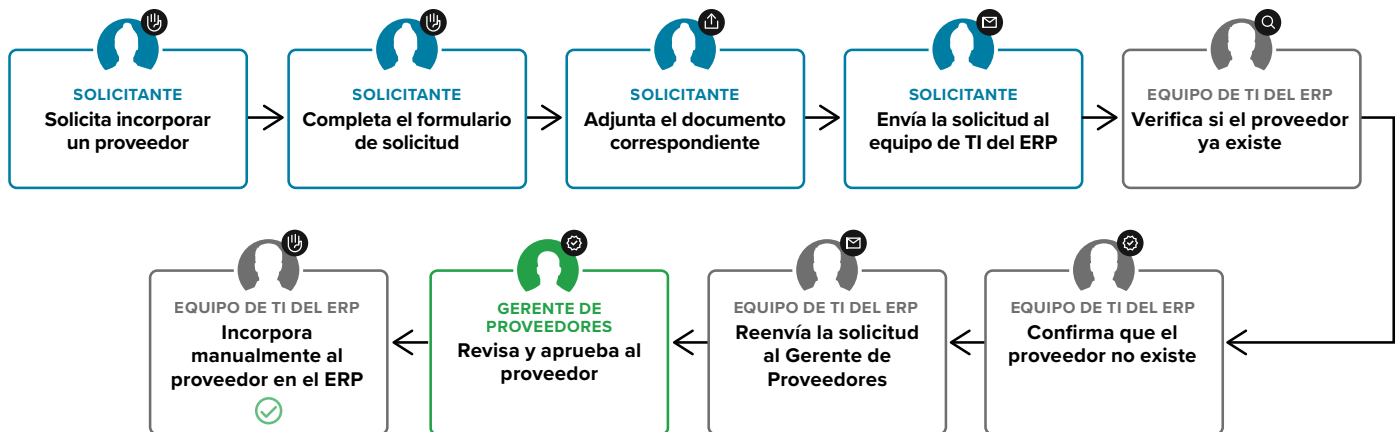 SOLICITANTE
Solicita incorporar
un proveedor
SOLICITANTE
Completa el formulario
de solicitud
SOLICITANTE
Adjunta el documento
correspondiente
SOLICITANTE
Envía la solicitud al
equipo de TI del ERP
EQUIPO DE TI DEL ERP
Verifica si el proveedor
ya existe
EQUIPO DE TI DEL ERP
Confirma que el
proveedor no existe
EQUIPO DE TI DEL ERP
Reenvía la solicitud
al Gerente de
Proveedores
GERENTE DE
PROVEEDORES
Revisa y aprueba al
proveedor
EQUIPO DE TI DEL ERP
Incorpora
manualmente al
proveedor en el ERP